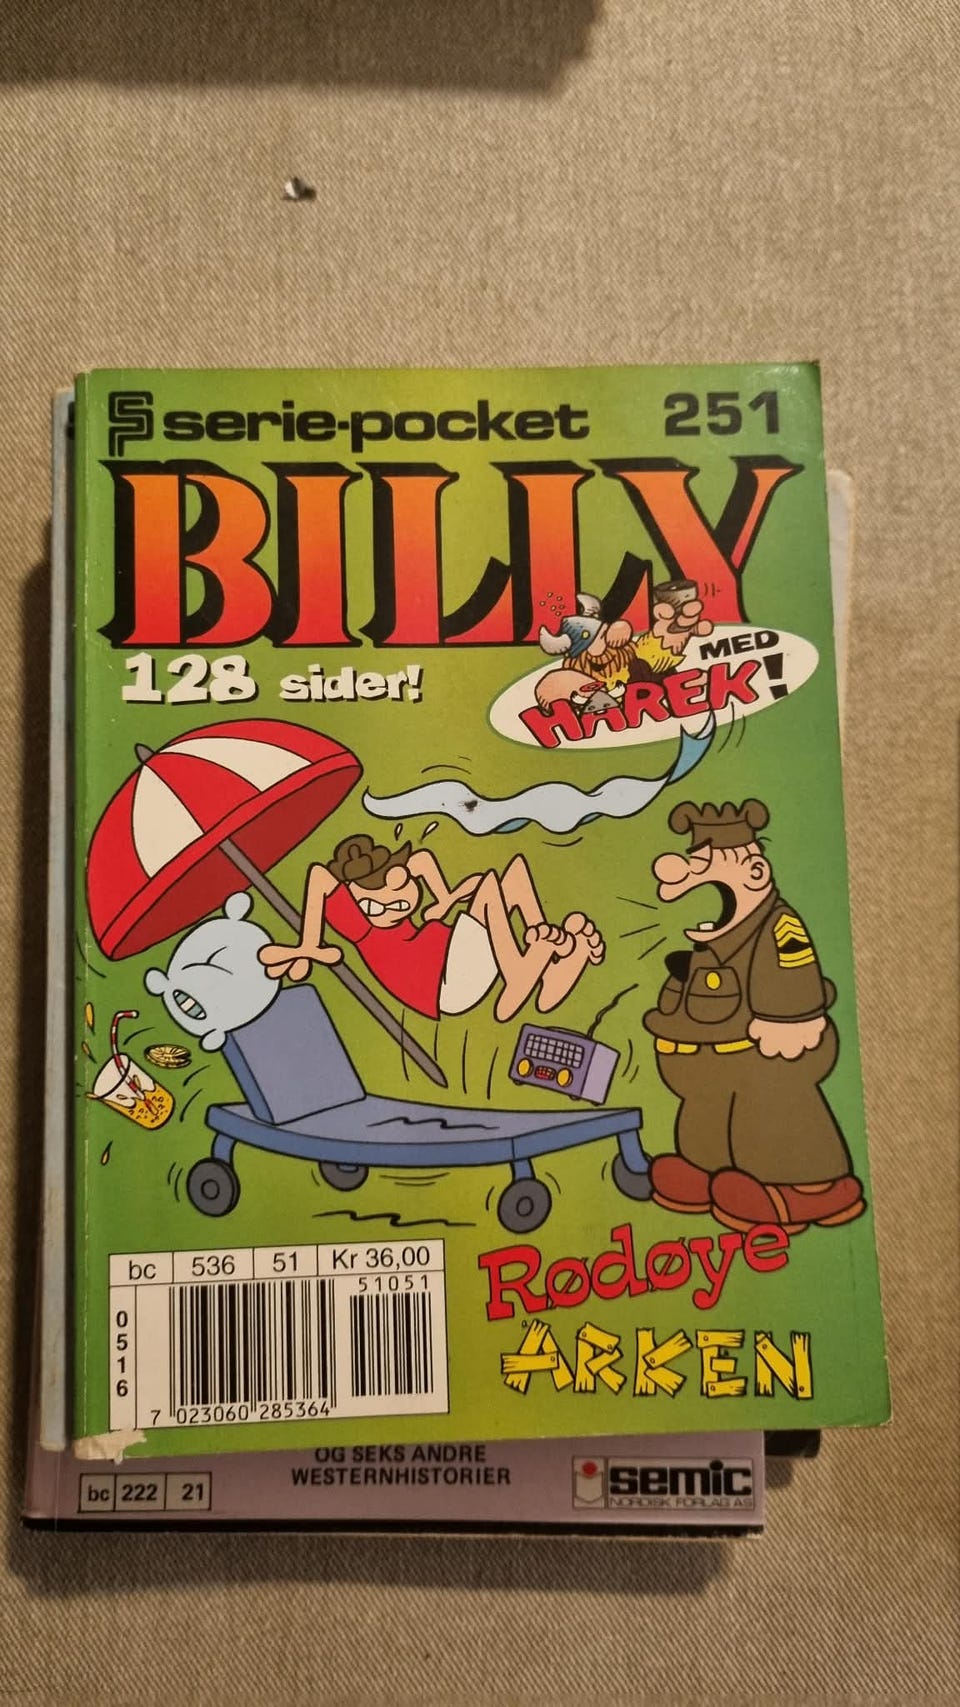 serie-pocket 251
BILLY
128 sider!
MED
HÅREK!
bc 536 51 Kr 36,00
51051
0516
7 023060 285364
Rødøye
ARKEN
OG SEKS ANDRE
WESTERNHISTORIER
bc 222 21
semic
NORDISK FORLAG AS